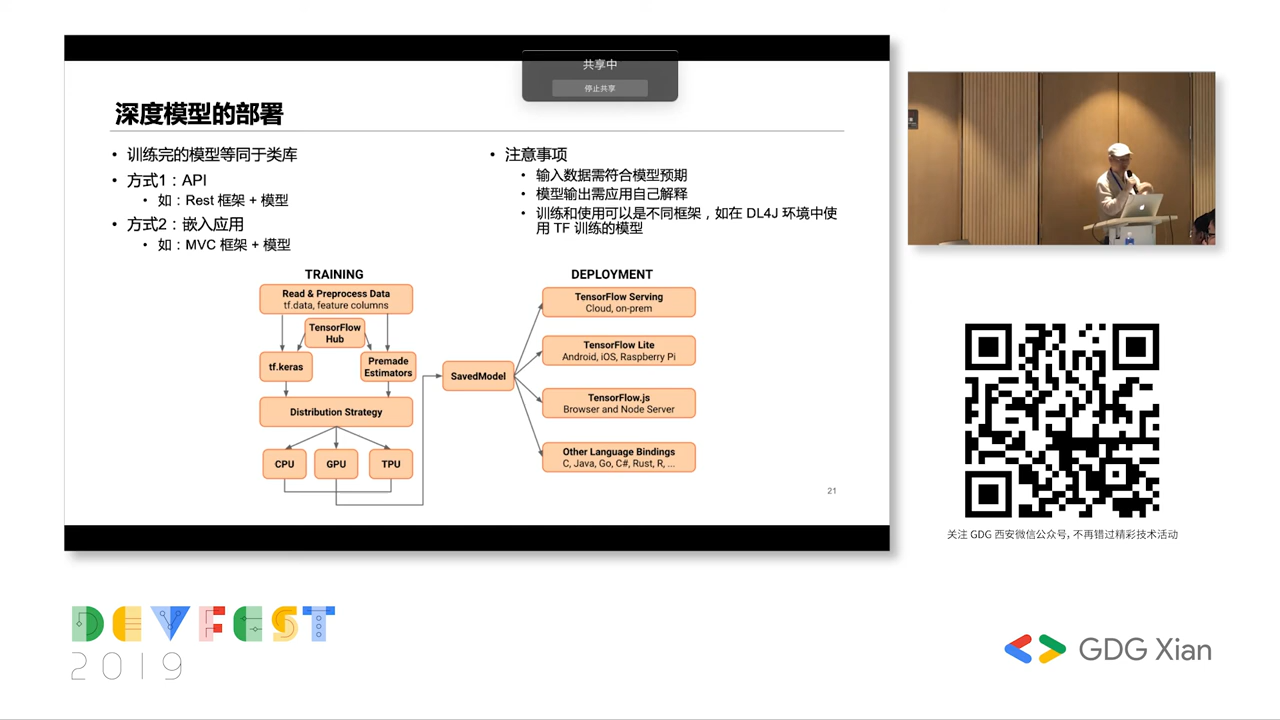 共享中
停止共享
深度模型的部署
• 训练完的模型等同于类库
• 方式1：API
• 如：Rest 框架 + 模型
• 方式2：嵌入应用
• 如：MVC 框架 + 模型
• 注意事项
• 输入数据需符合模型预期
• 模型输出需应用自己解释
• 训练和使用可以是不同框架，如在 DL4J 环境中使
用 TF 训练的模型
TRAINING
Read & Preprocess Data
tf.data, feature columns
TensorFlow
Hub
tf.keras
Premade
Estimators
Distribution Strategy
CPU
GPU
TPU
SavedModel
DEPLOYMENT
TensorFlow Serving
Cloud, on-prem
TensorFlow Lite
Android, iOS, Raspberry Pi
TensorFlow.js
Browser and Node Server
Other Language Bindings
C, Java, Go, C#, Rust, R, ...
21
关注 GDG 西安微信公众号, 不再错过精彩技术活动
DEVFEST
2019
GDG Xian